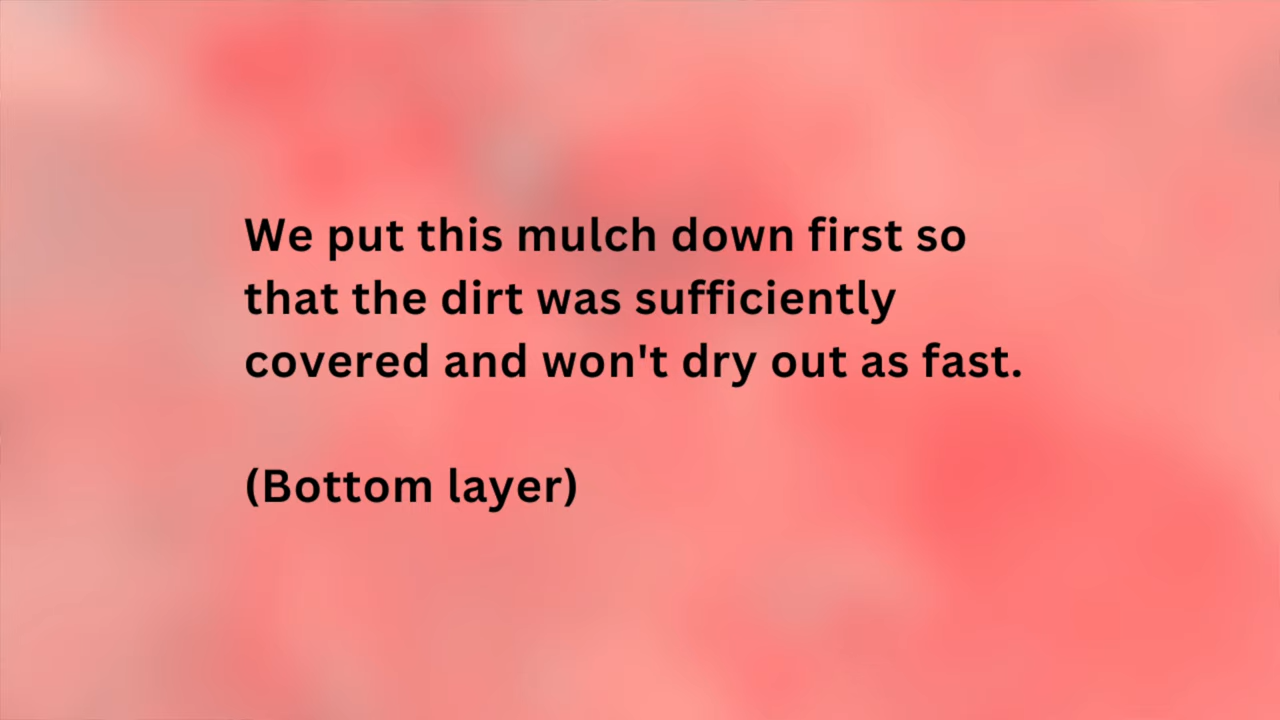 We put this mulch down first so
that the dirt was sufficiently
covered and won't dry out as fast.
(Bottom layer)